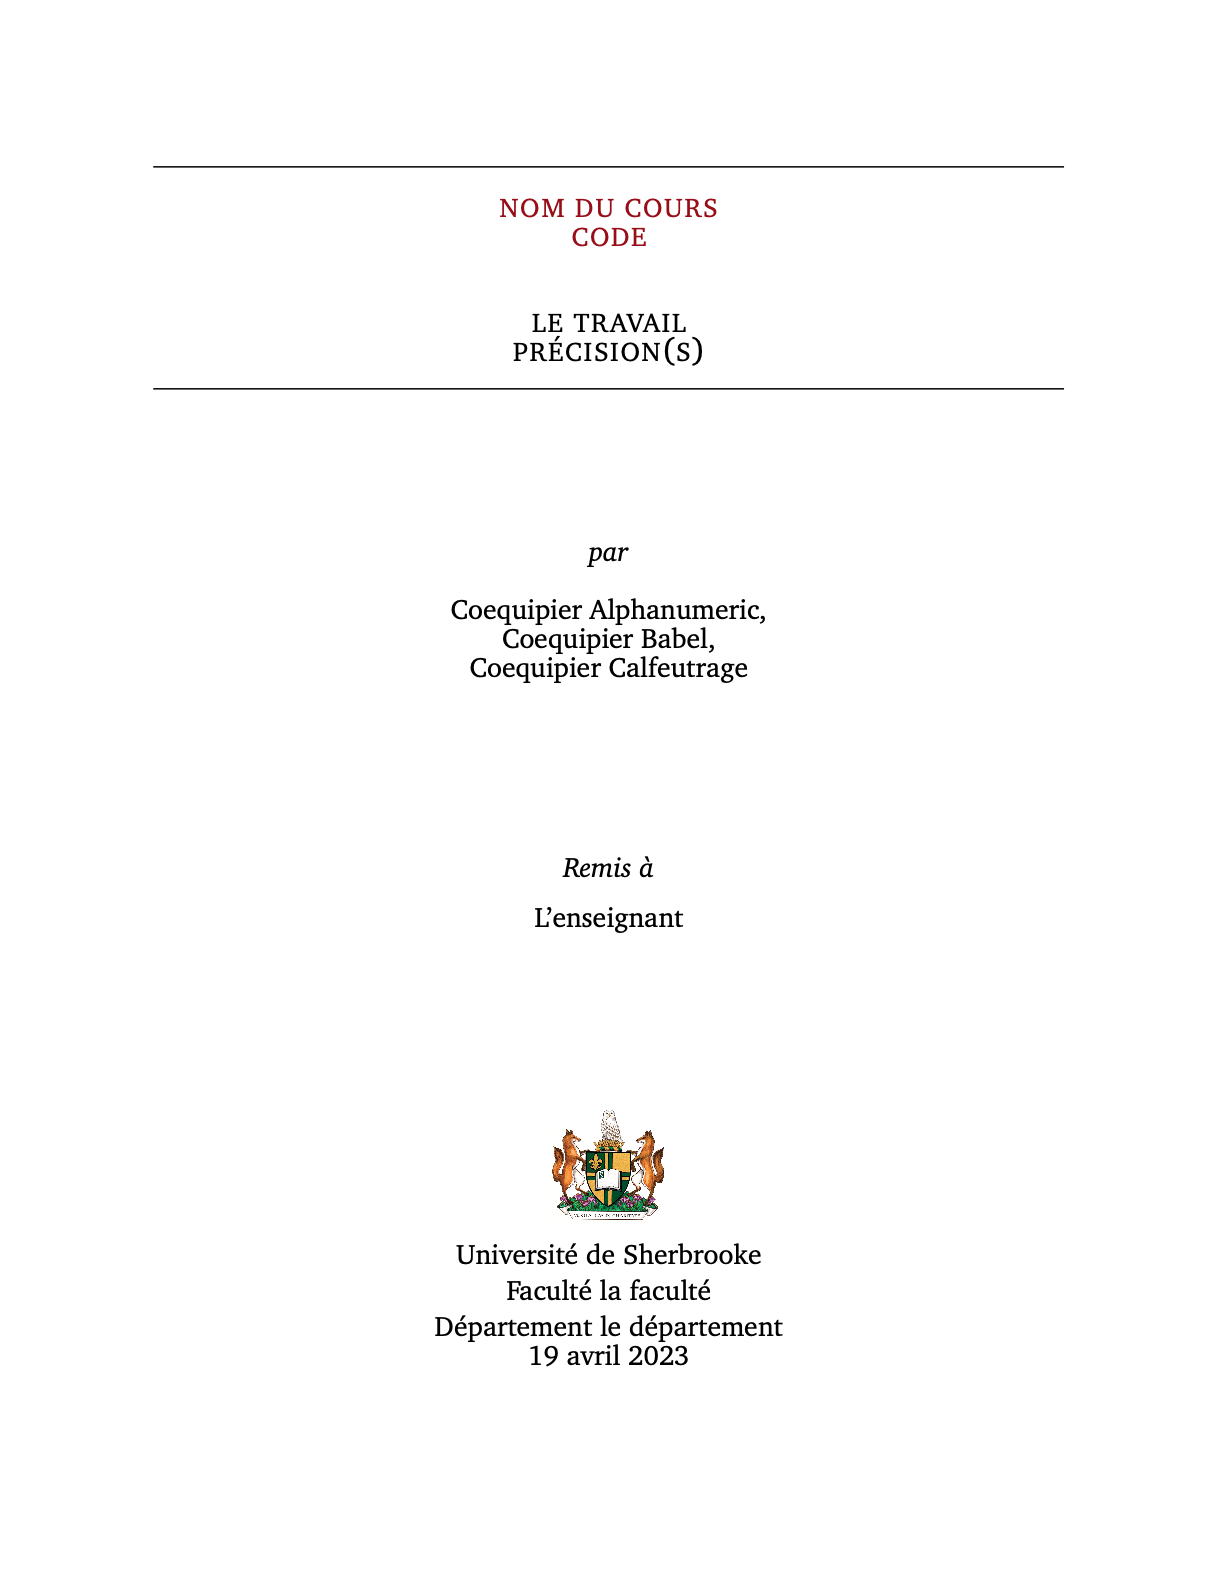 NOM DU COURS
CODE
LE TRAVAIL
PRÉCISION(S)
par
Coequipier Alphanumeric,
Coequipier Babel,
Coequipier Calfeutrage
Remis à
L’enseignant
Université de Sherbrooke
Faculté la faculté
Département le département
19 avril 2023